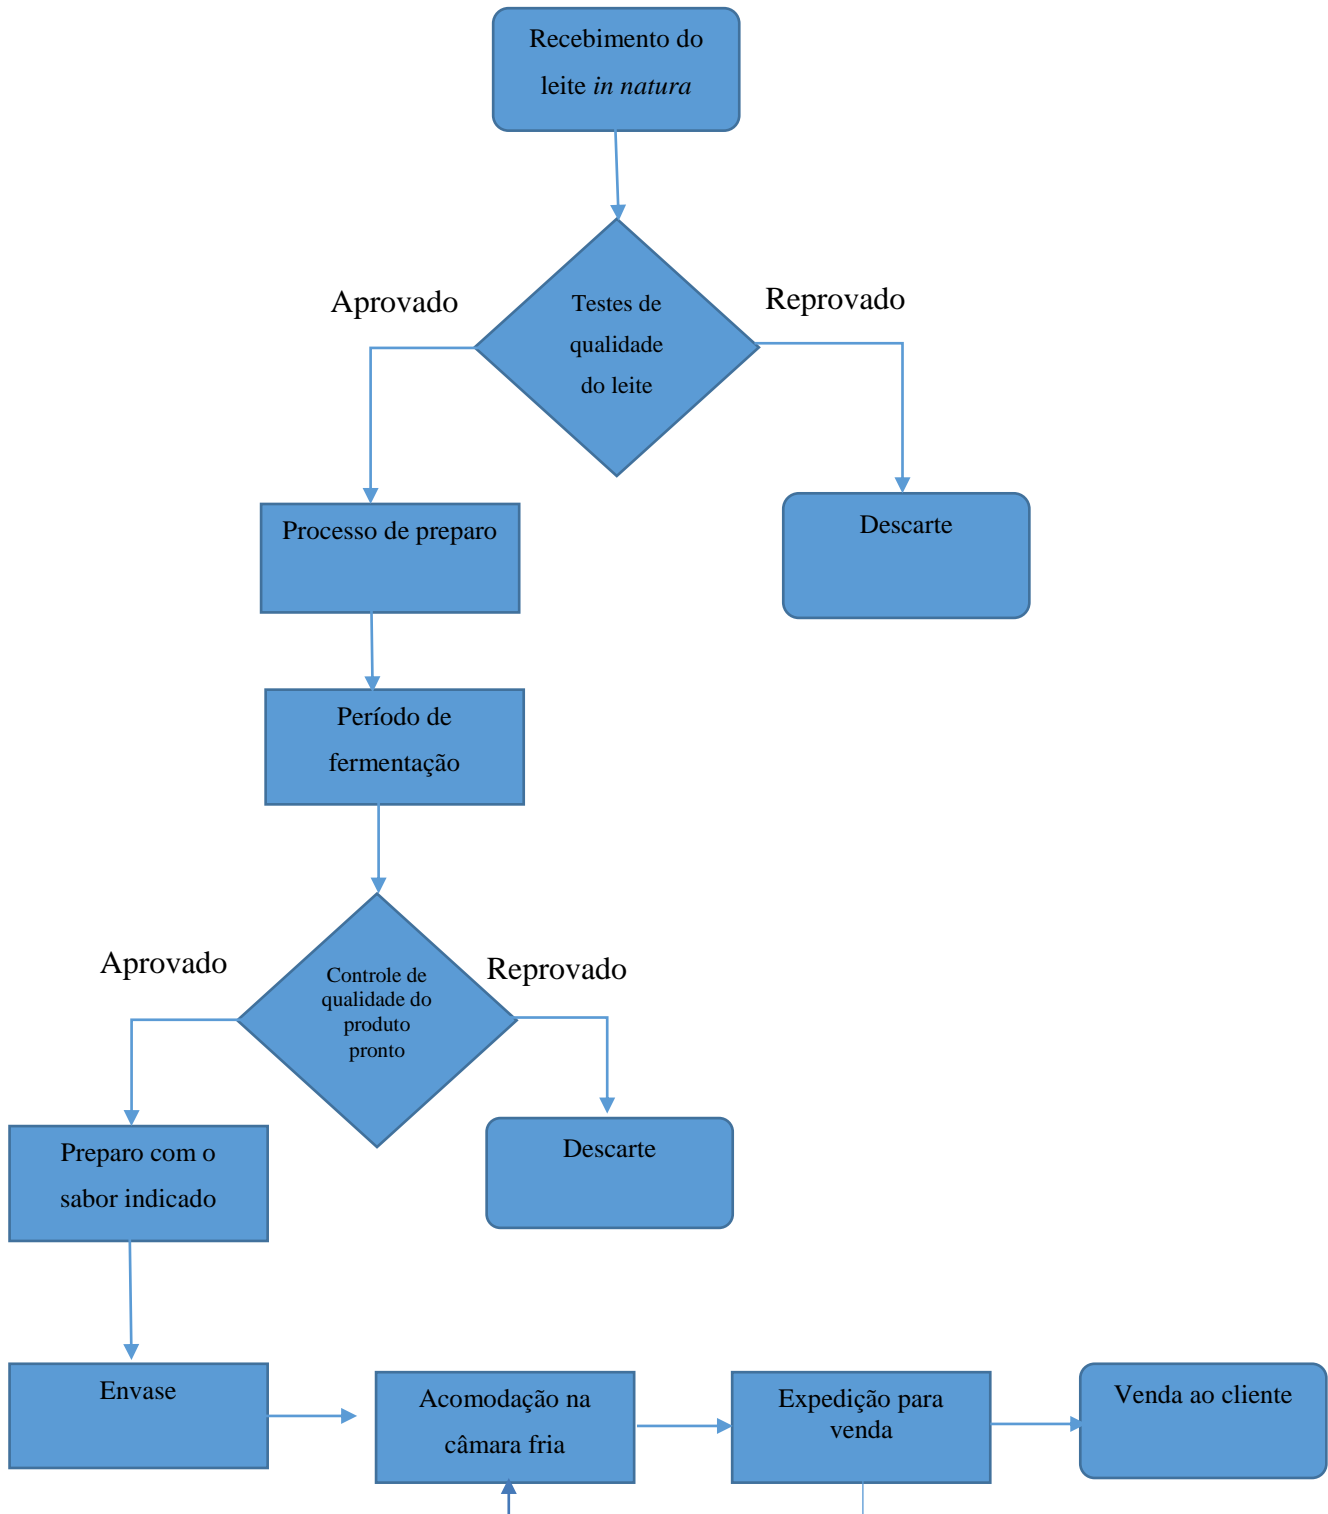 Recebimento do
leite in natura
Aprovado
Testes de
qualidade
do leite
Reprovado
Processo de preparo
Descarte
Período de
fermentação
Aprovado
Controle de
qualidade do
produto
pronto
Reprovado
Preparo com o
sabor indicado
Descarte
Envase
Acomodação na
câmara fria
Expedição para
venda
Venda ao cliente